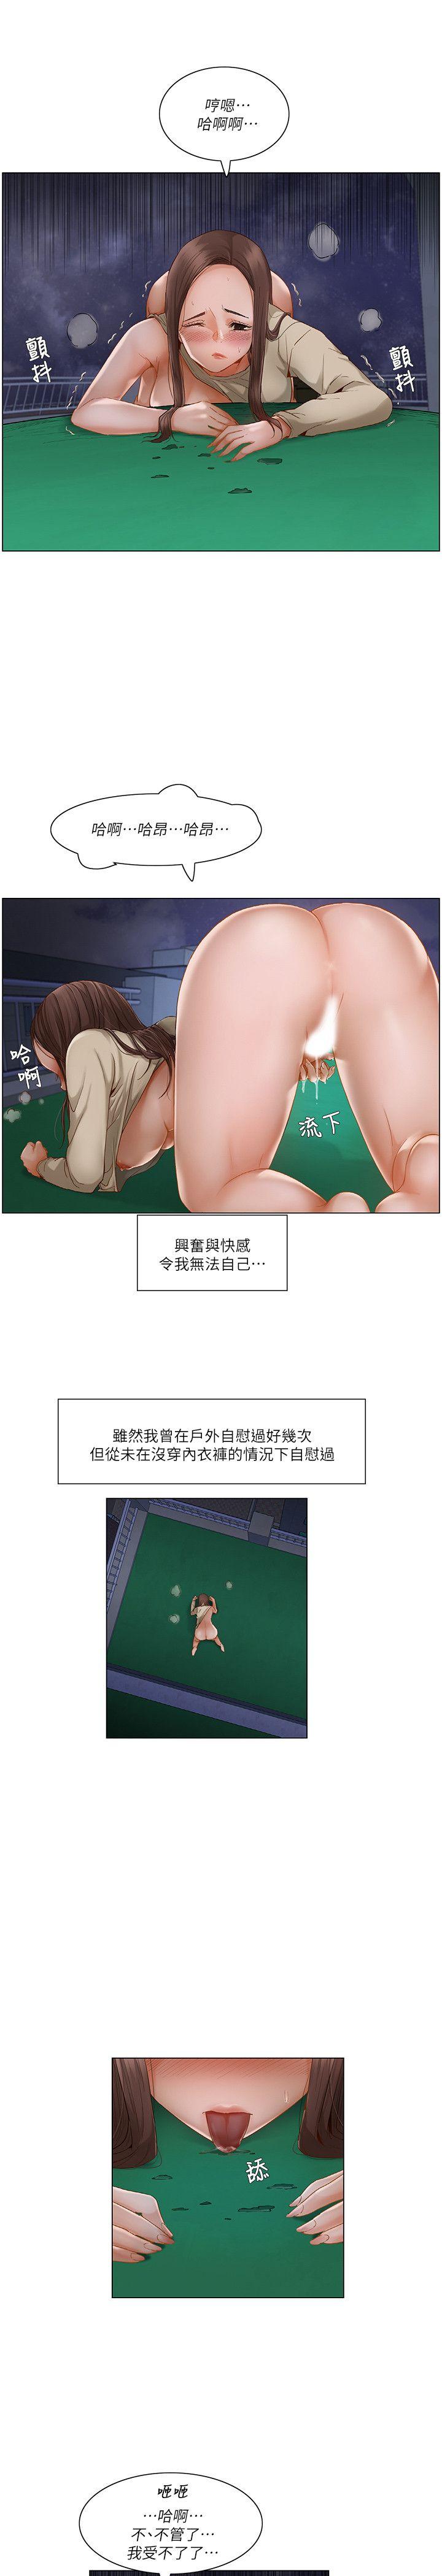 哼嗯⋯
哈啊啊⋯
顫抖
顫抖
哈啊⋯哈昂⋯哈昂⋯
哈啊
流下
興奮與快感
令我無法自己⋯
雖然我曾在戶外自慰過好幾次
但從未在沒穿內衣褲的情況下自慰過
舔
咂咂
⋯哈啊⋯
不、不管了⋯
我受不了了⋯